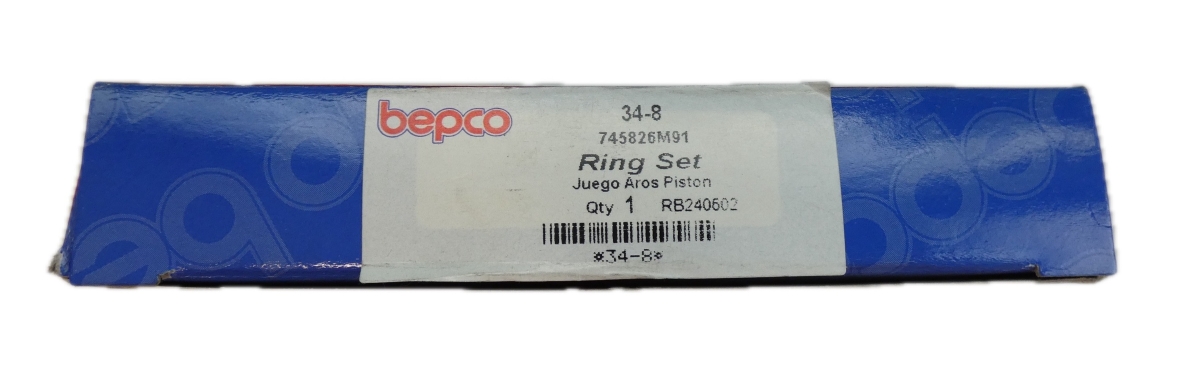 bepco
34-8
745826M91
Ring Set
Juego Aros Piston
Qty 1 RB240602
*34-8*